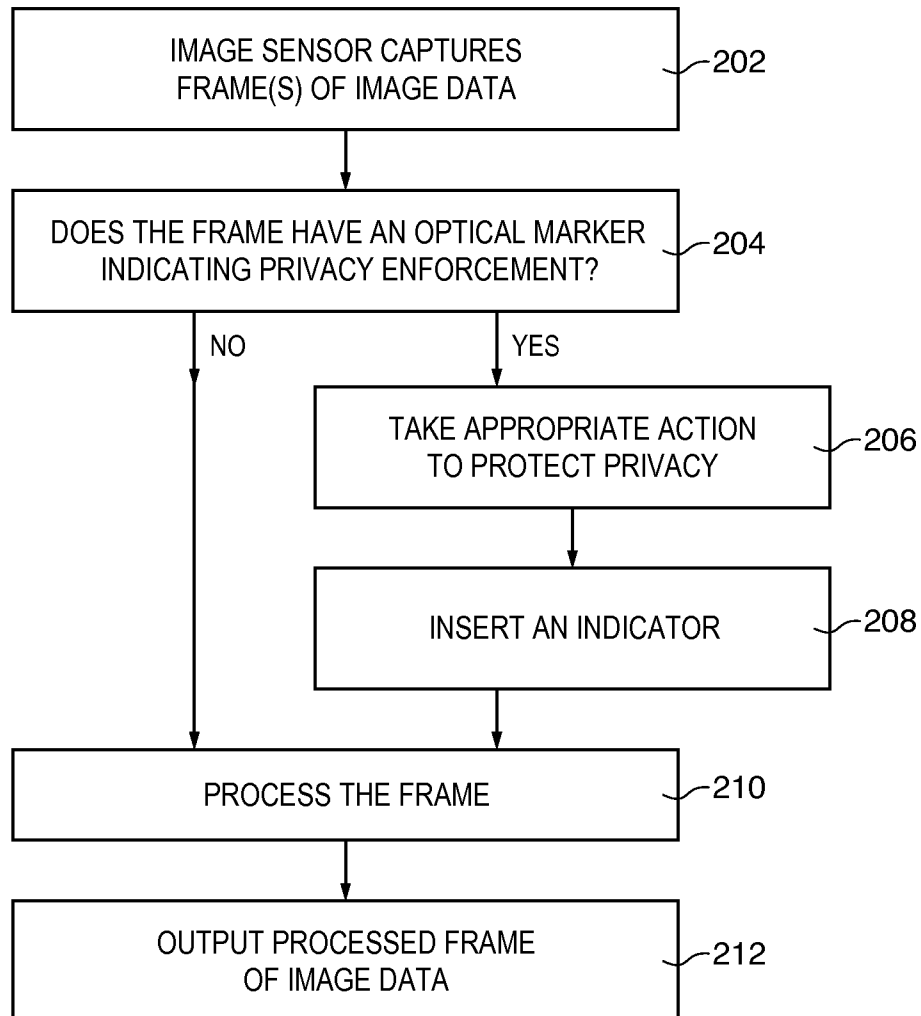 IMAGE SENSOR CAPTURES
FRAME(S) OF IMAGE DATA
202
DOES THE FRAME HAVE AN OPTICAL MARKER
INDICATING PRIVACY ENFORCEMENT?
204
NO
YES
TAKE APPROPRIATE ACTION
TO PROTECT PRIVACY
206
INSERT AN INDICATOR
208
PROCESS THE FRAME
210
OUTPUT PROCESSED FRAME
OF IMAGE DATA
212